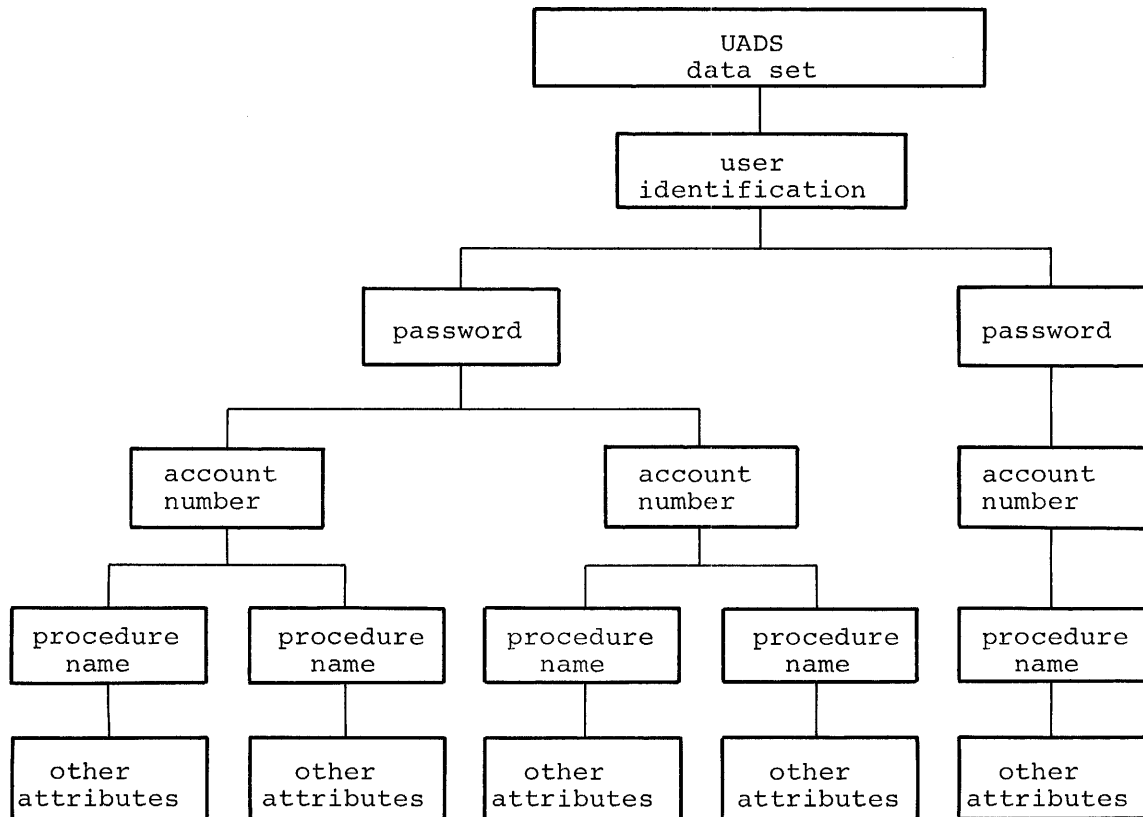 UADS
data set
user
identification
password
password
account
number
account
number
account
number
procedure
name
procedure
name
procedure
name
procedure
name
procedure
name
other
attributes
other
attributes
other
attributes
other
attributes
other
attributes